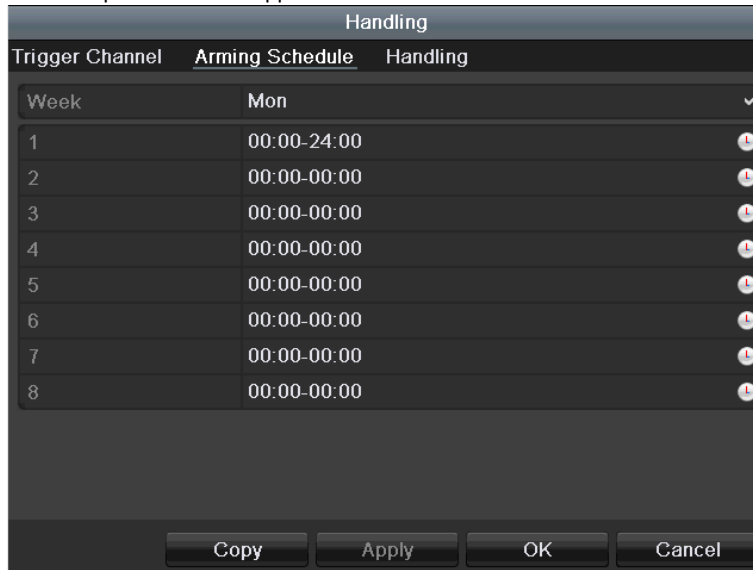 Handling
Trigger Channel Arming Schedule Handling
Week Mon
1 00:00-24:00
2 00:00-00:00
3 00:00-00:00
4 00:00-00:00
5 00:00-00:00
6 00:00-00:00
7 00:00-00:00
8 00:00-00:00
Copy Apply OK Cancel